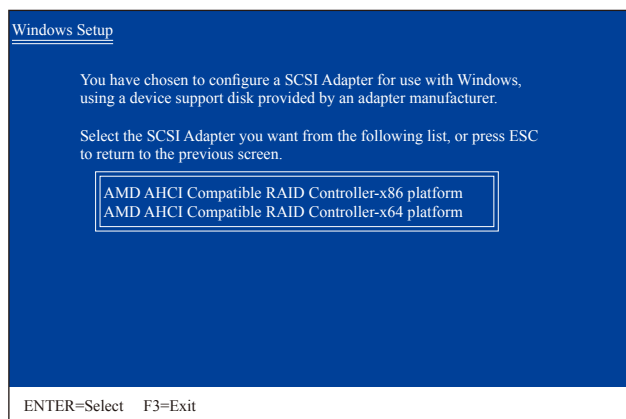 Windows Setup
You have chosen to configure a SCSI Adapter for use with Windows,
using a device support disk provided by an adapter manufacturer.
Select the SCSI Adapter you want from the following list, or press ESC
to return to the previous screen.
AMD AHCI Compatible RAID Controller-x86 platform
AMD AHCI Compatible RAID Controller-x64 platform
ENTER=Select F3=Exit